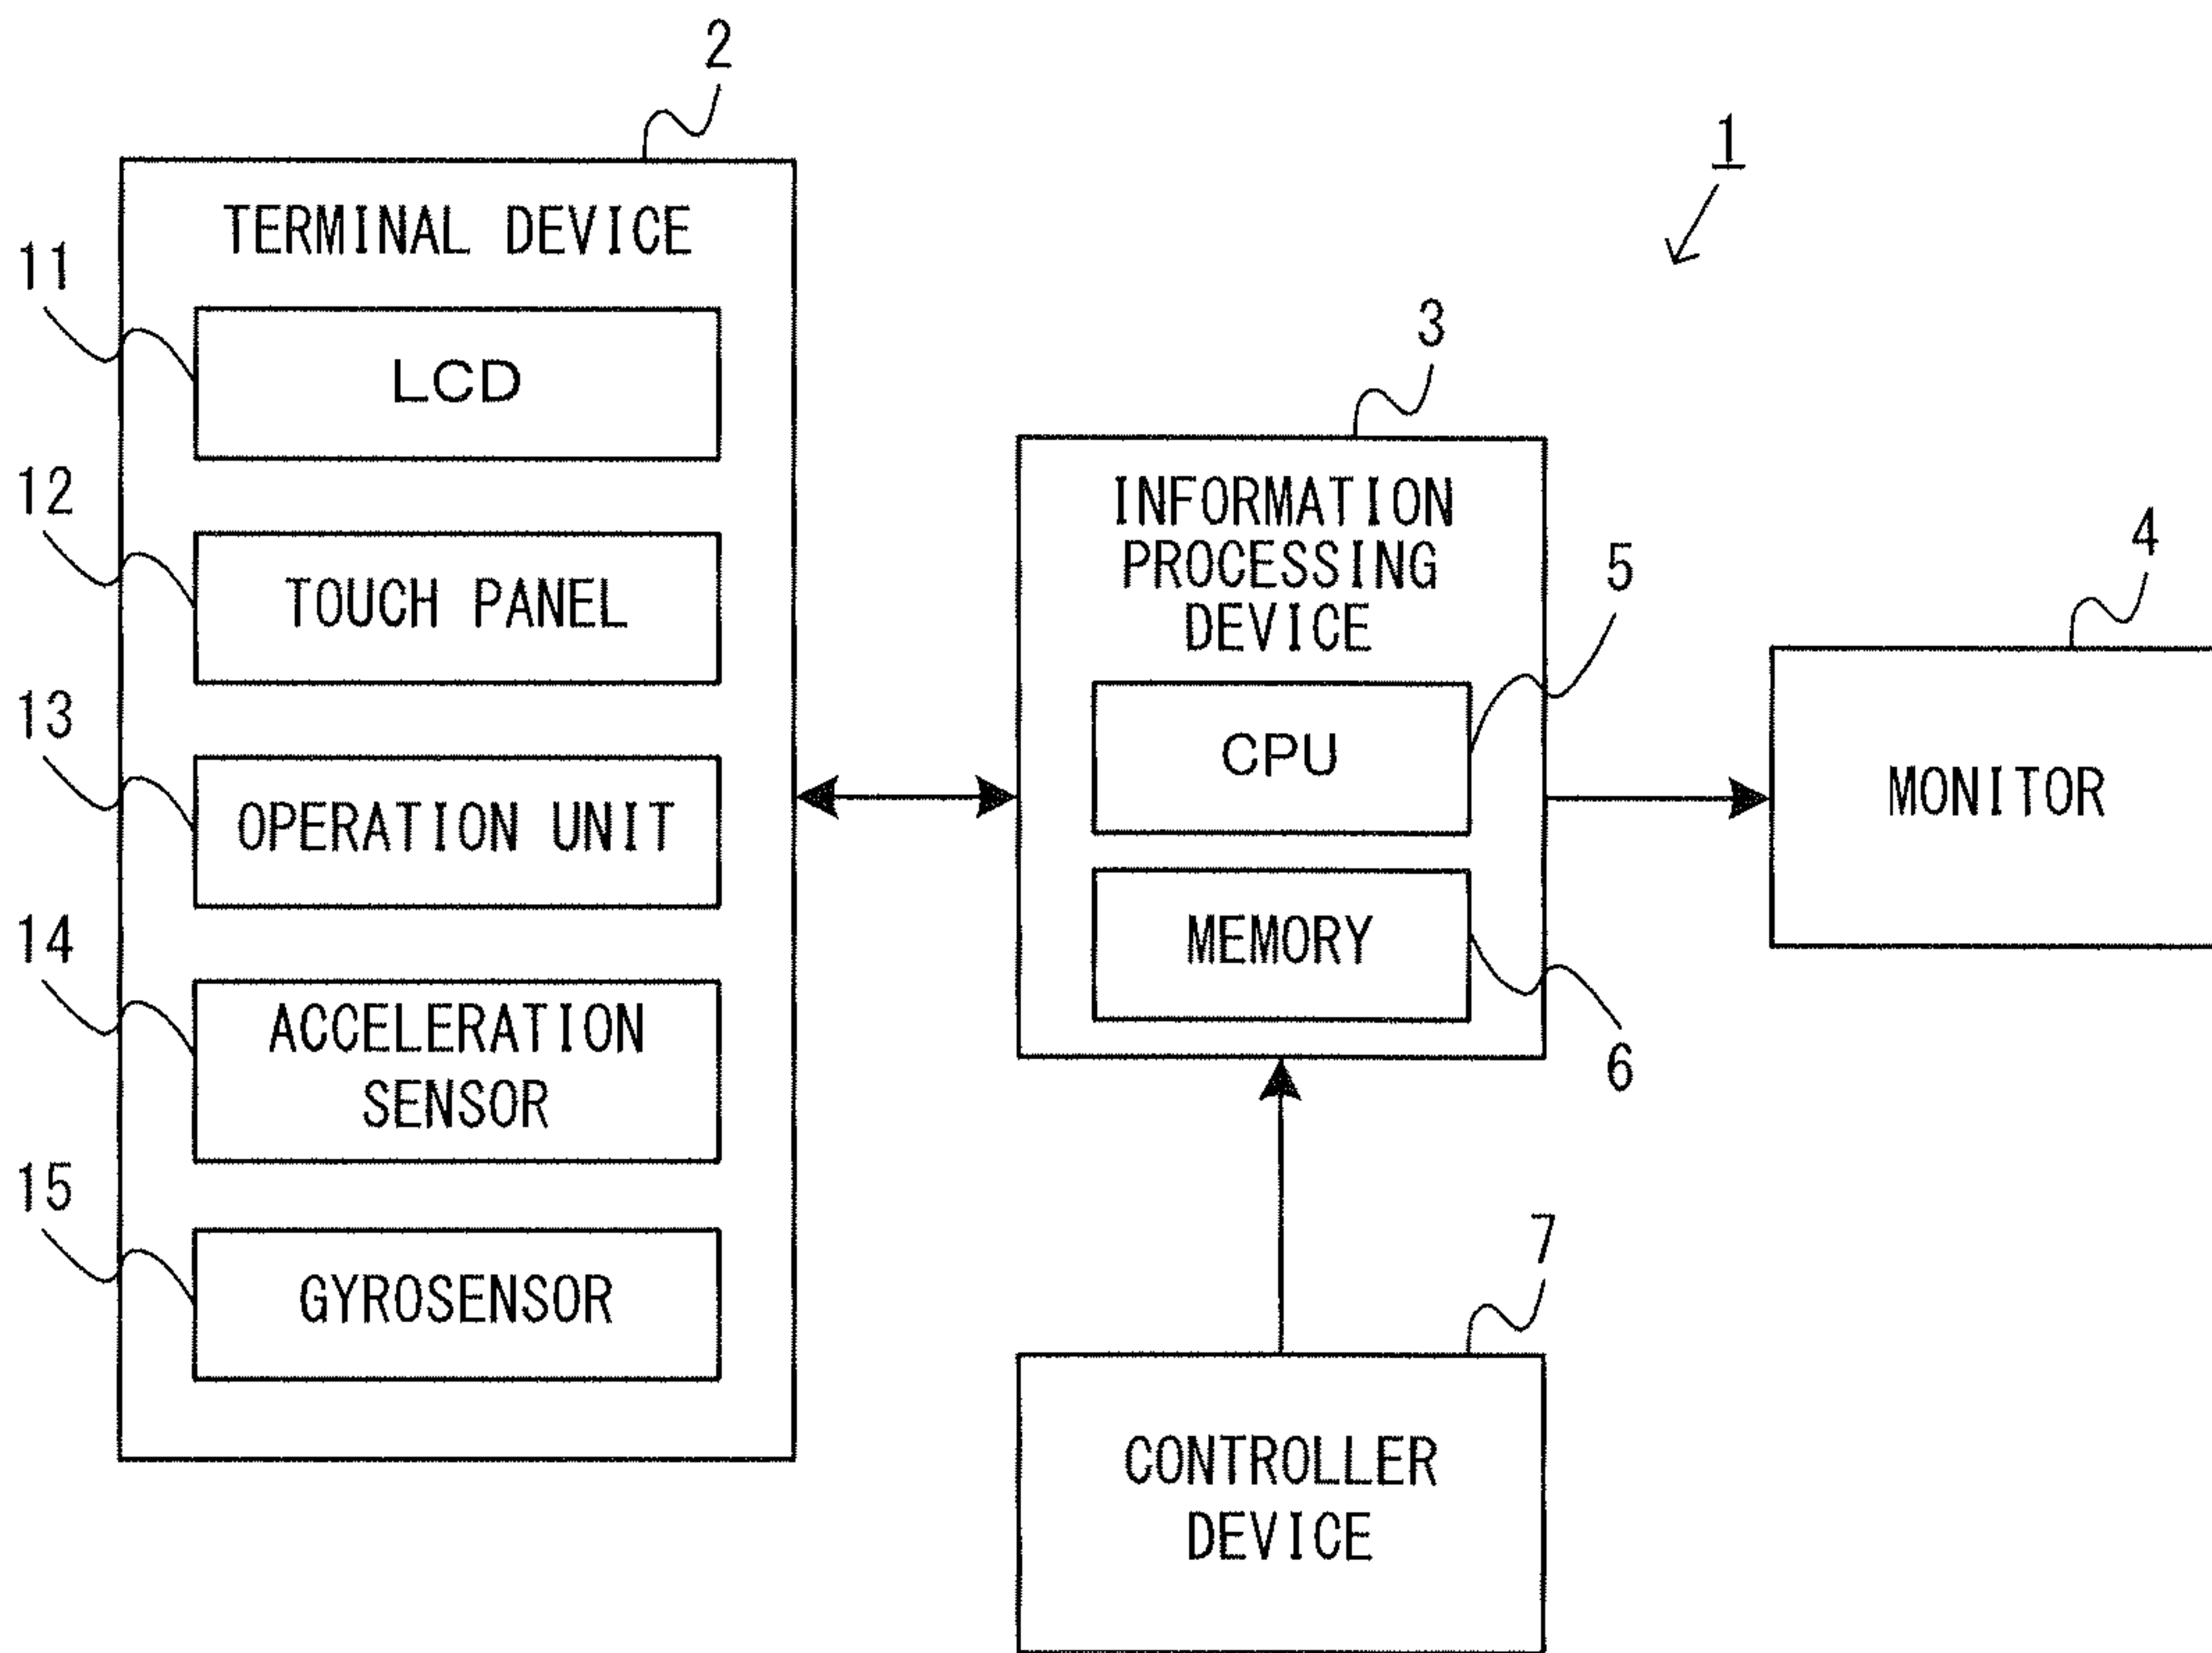 2
1
TERMINAL DEVICE
11
LCD
3
12
TOUCH PANEL
INFORMATION
PROCESSING
DEVICE
5
4
13
OPERATION UNIT
CPU
MONITOR
14
ACCELERATION
SENSOR
MEMORY
6
15
GYROSENSOR
7
CONTROLLER
DEVICE